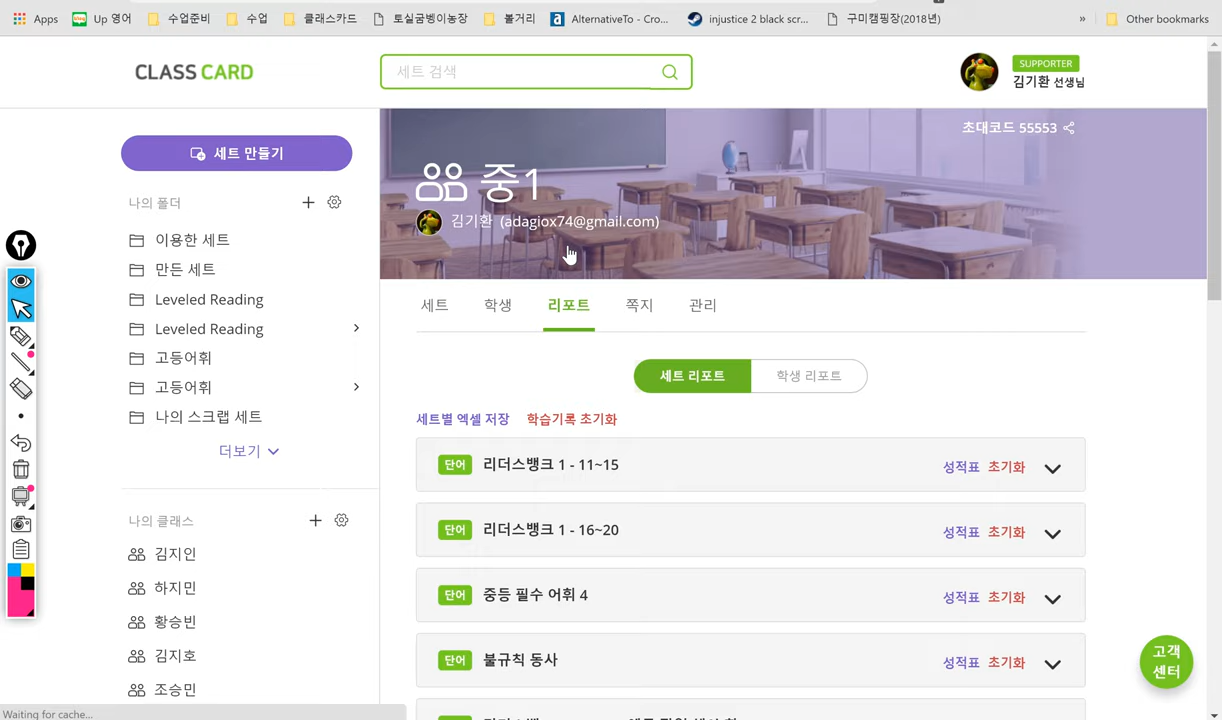 Apps Up 영어 수업준비 수업 클래스카드 토실굼벵이농장 볼거리 AlternativeTo - Cro... injustice 2 black scr... 구미캠핑장(2018년) » Other bookmarks
CLASS CARD
세트 검색
SUPPORTER
김기환 선생님
초대코드 55553
세트 만들기
나의 폴더
이용한 세트
만든 세트
Leveled Reading
Leveled Reading
고등어휘
고등어휘
나의 스크랩 세트
더보기
나의 클래스
김지인
하지민
황승빈
김지호
조승민
중1
김기환 (adagiox74@gmail.com)
세트 학생 리포트 쪽지 관리
세트 리포트 학생 리포트
세트별 엑셀 저장 학습기록 초기화
단어 리더스뱅크 1 - 11~15 성적표 초기화
단어 리더스뱅크 1 - 16~20 성적표 초기화
단어 중등 필수 어휘 4 성적표 초기화
단어 불규칙 동사 성적표 초기화
고객
센터
Waiting for cache...